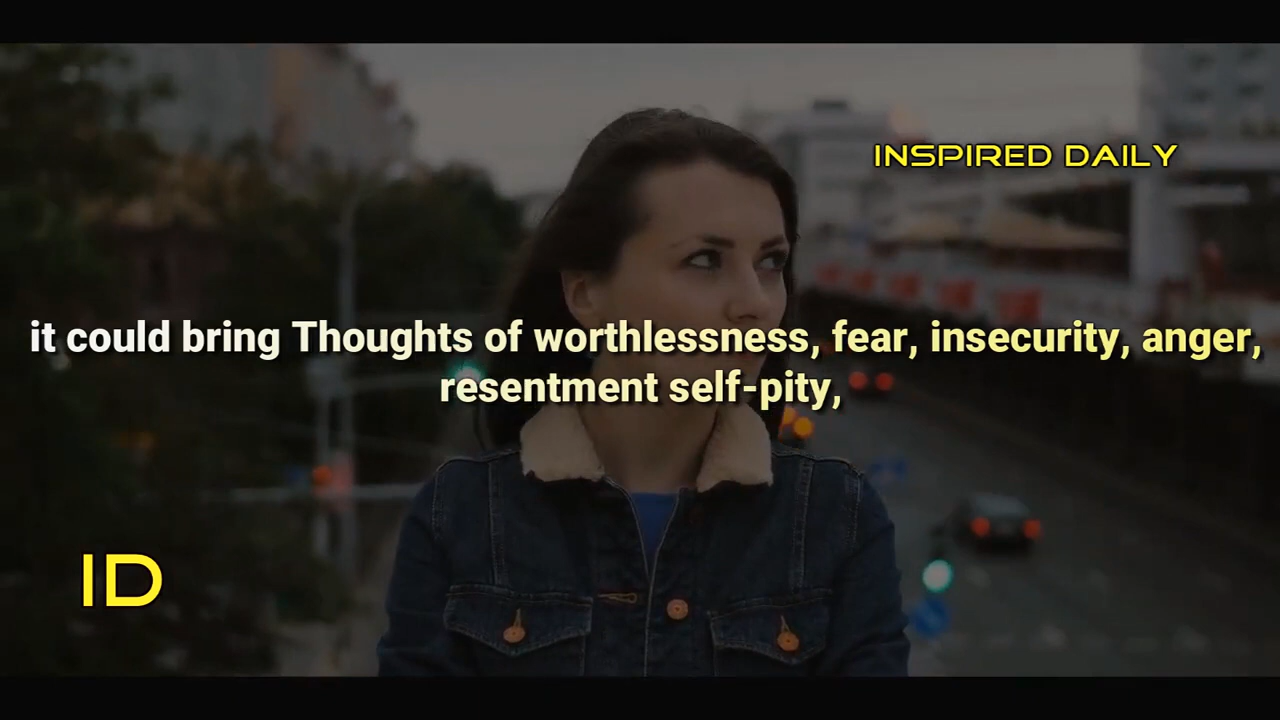 INSPIRED DAILY
it could bring Thoughts of worthlessness, fear, insecurity, anger,
resentment self-pity,
ID